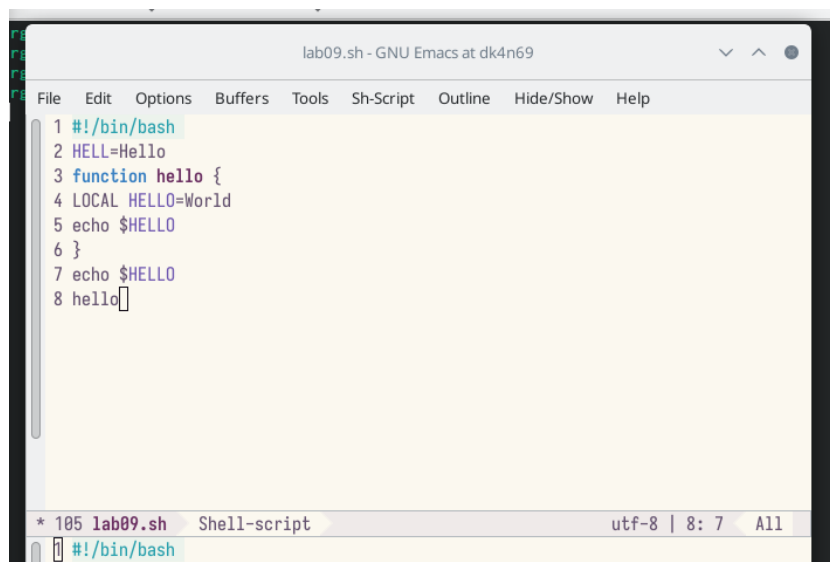 lab09.sh - GNU Emacs at dk4n69
File Edit Options Buffers Tools Sh-Script Outline Hide/Show Help
1 #!/bin/bash
2 HELL=Hello
3 function hello {
4 LOCAL HELLO=World
5 echo $HELLO
6 }
7 echo $HELLO
8 hello
* 105 lab09.sh Shell-script utf-8 | 8: 7 All
1 #!/bin/bash